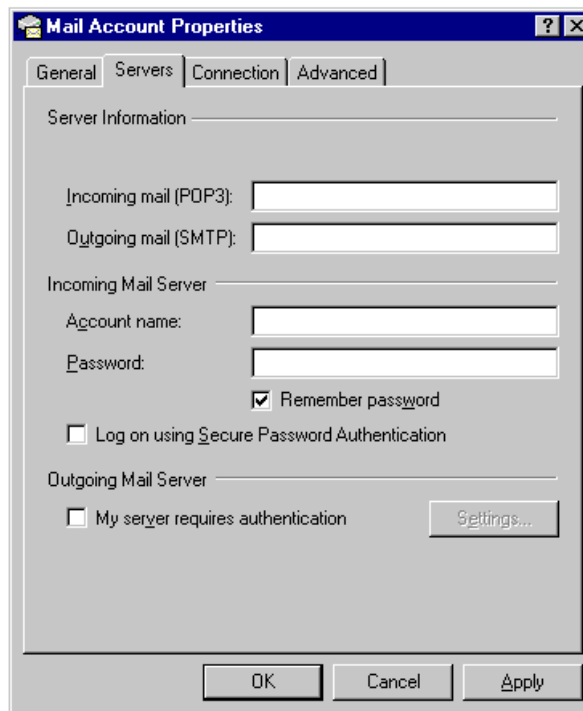 Mail Account Properties
General Servers Connection Advanced
Server Information
Incoming mail (POP3):
Outgoing mail (SMTP):
Incoming Mail Server
Account name:
Password:
Remember password
Log on using Secure Password Authentication
Outgoing Mail Server
My server requires authentication Settings...
OK Cancel Apply